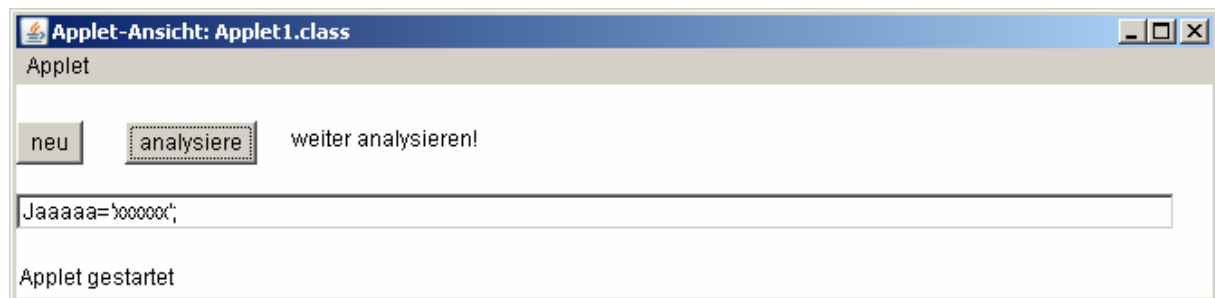 Applet-Ansicht: Applet1.class
Applet
neu analysiere weiter analysieren!
Jaaaaa='xxxxxx';
Applet gestartet